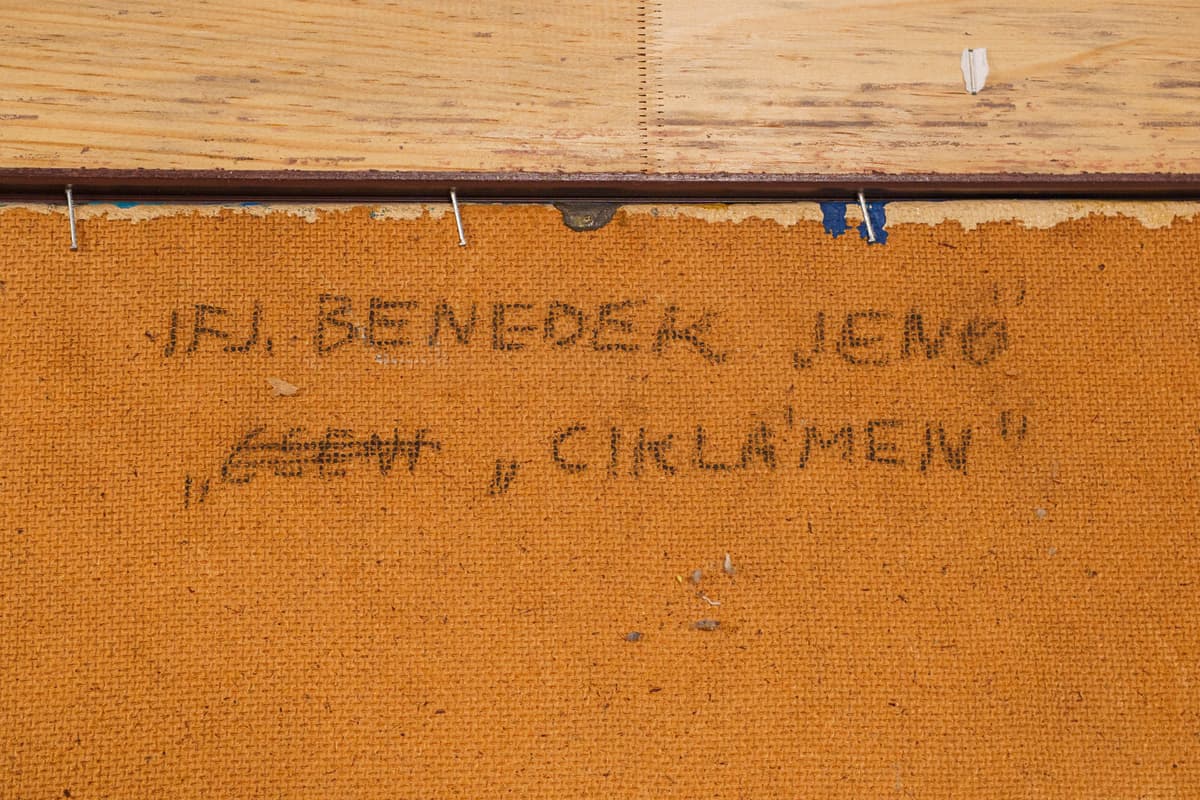 IFJ. BENEDEK JENŐ
„ „CIKLÁMEN"